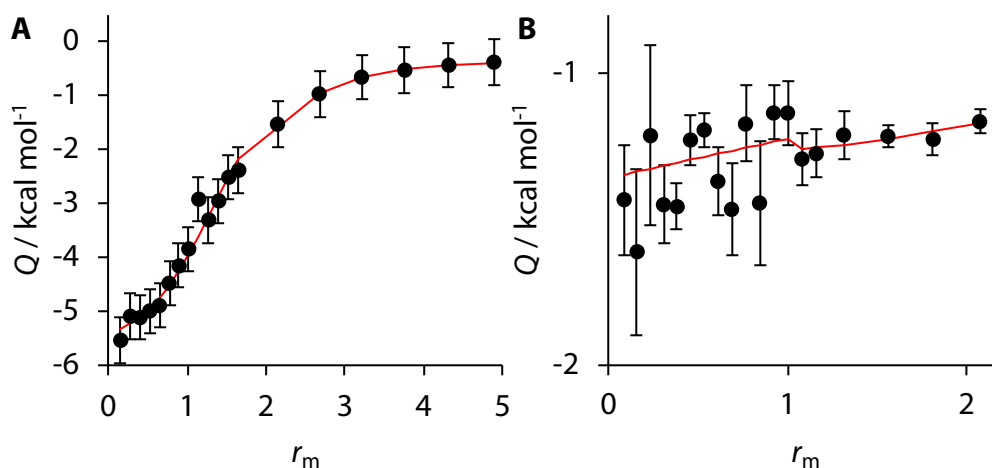 A
Q / kcal mol⁻¹
0
-1
-2
-3
-4
-5
-6
0 1 2 3 4 5
rₘ
B
Q / kcal mol⁻¹
-1
-2
0 1 2
rₘ